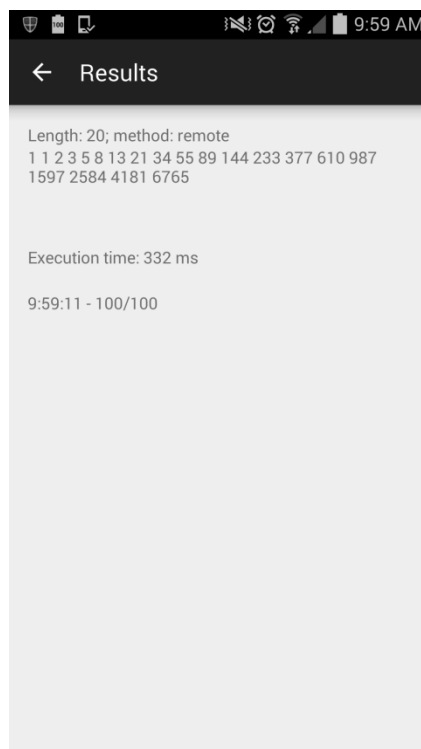 100
9:59 AM
Results
Length: 20; method: remote
1 1 2 3 5 8 13 21 34 55 89 144 233 377 610 987
1597 2584 4181 6765
Execution time: 332 ms
9:59:11 - 100/100